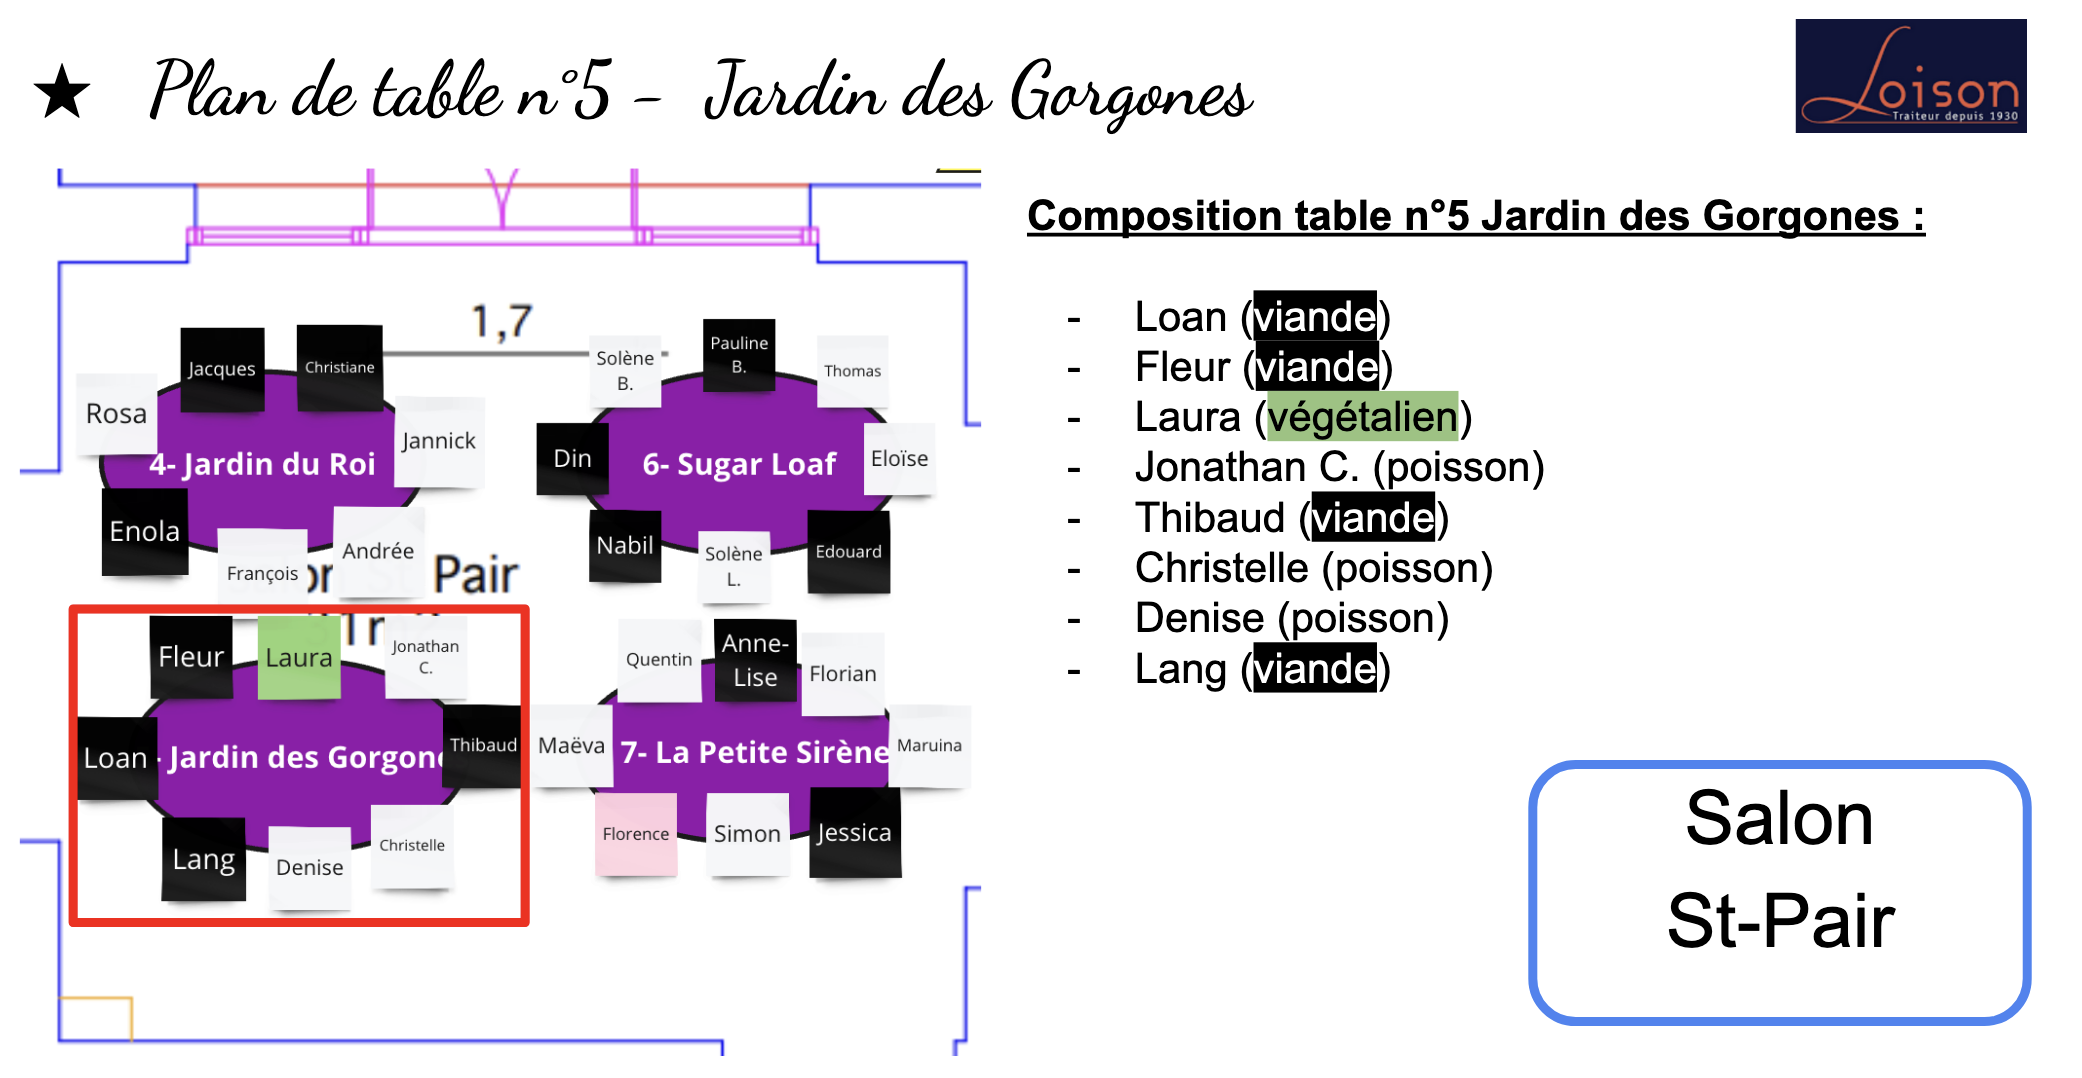 ★ Plan de table n°5 - Jardin des Gorgones
Loison
Traiteur depuis 1930
1,7
Jacques
Christiane
Rosa
Jannick
4- Jardin du Roi
Enola
François
Andrée
Pair
Solène
B.
Pauline
B.
Thomas
Din
6- Sugar Loaf
Eloïse
Nabil
Solène
L.
Edouard
Fleur
Laura
Jonathan
C.
Loan
- Jardin des Gorgon
Thibaud
Lang
Denise
Christelle
Quentin
Anne-
Lise
Florian
Maëva
7- La Petite Sirène
Maruina
Florence
Simon
Jessica
Composition table n°5 Jardin des Gorgones :
- Loan (viande)
- Fleur (viande)
- Laura (végétalien)
- Jonathan C. (poisson)
- Thibaud (viande)
- Christelle (poisson)
- Denise (poisson)
- Lang (viande)
Salon
St-Pair